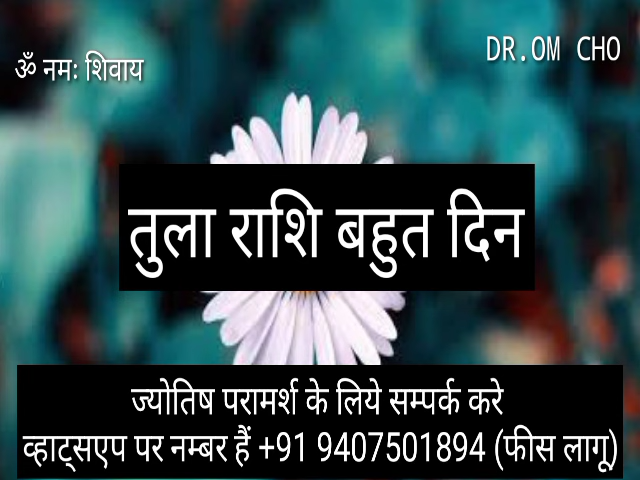 ॐ नमः शिवाय
DR.OM CHO
तुला राशि बहुत दिन
ज्योतिष परामर्श के लिये सम्पर्क करे
व्हाट्सएप पर नम्बर हैं +91 9407501894 (फीस लागू)